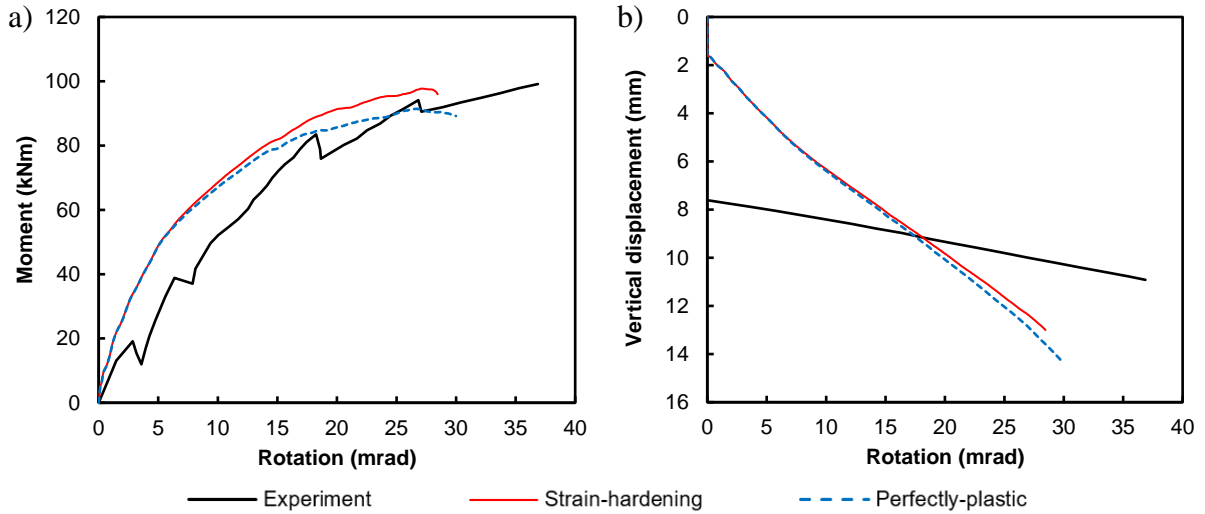 a)
120
100
80
60
40
20
0
Moment (kNm)
0 5 10 15 20 25 30 35 40
Rotation (mrad)
b)
0
2
4
6
8
10
12
14
16
Vertical displacement (mm)
0 5 10 15 20 25 30 35 40
Rotation (mrad)
Experiment Strain-hardening Perfectly-plastic